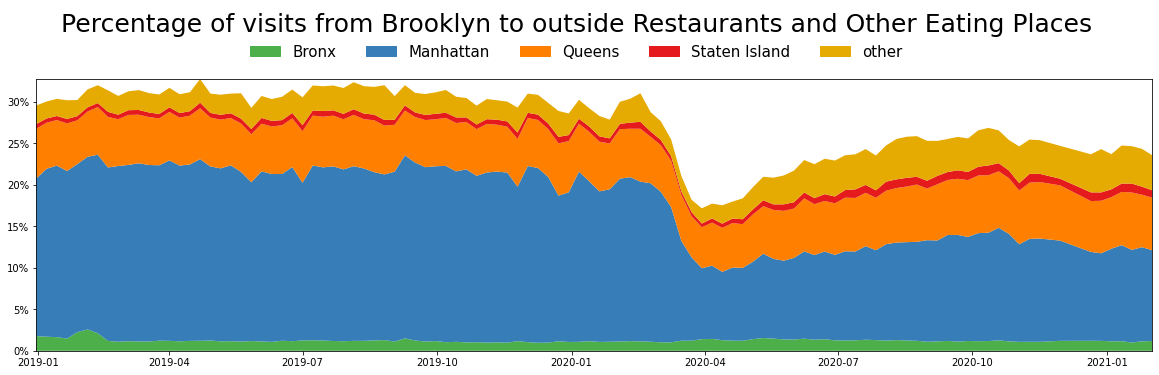 Percentage of visits from Brooklyn to outside Restaurants and Other Eating Places
Bronx Manhattan Queens Staten Island other
30%
25%
20%
15%
10%
5%
0%
2019-01 2019-04 2019-07 2019-10 2020-01 2020-04 2020-07 2020-10 2021-01